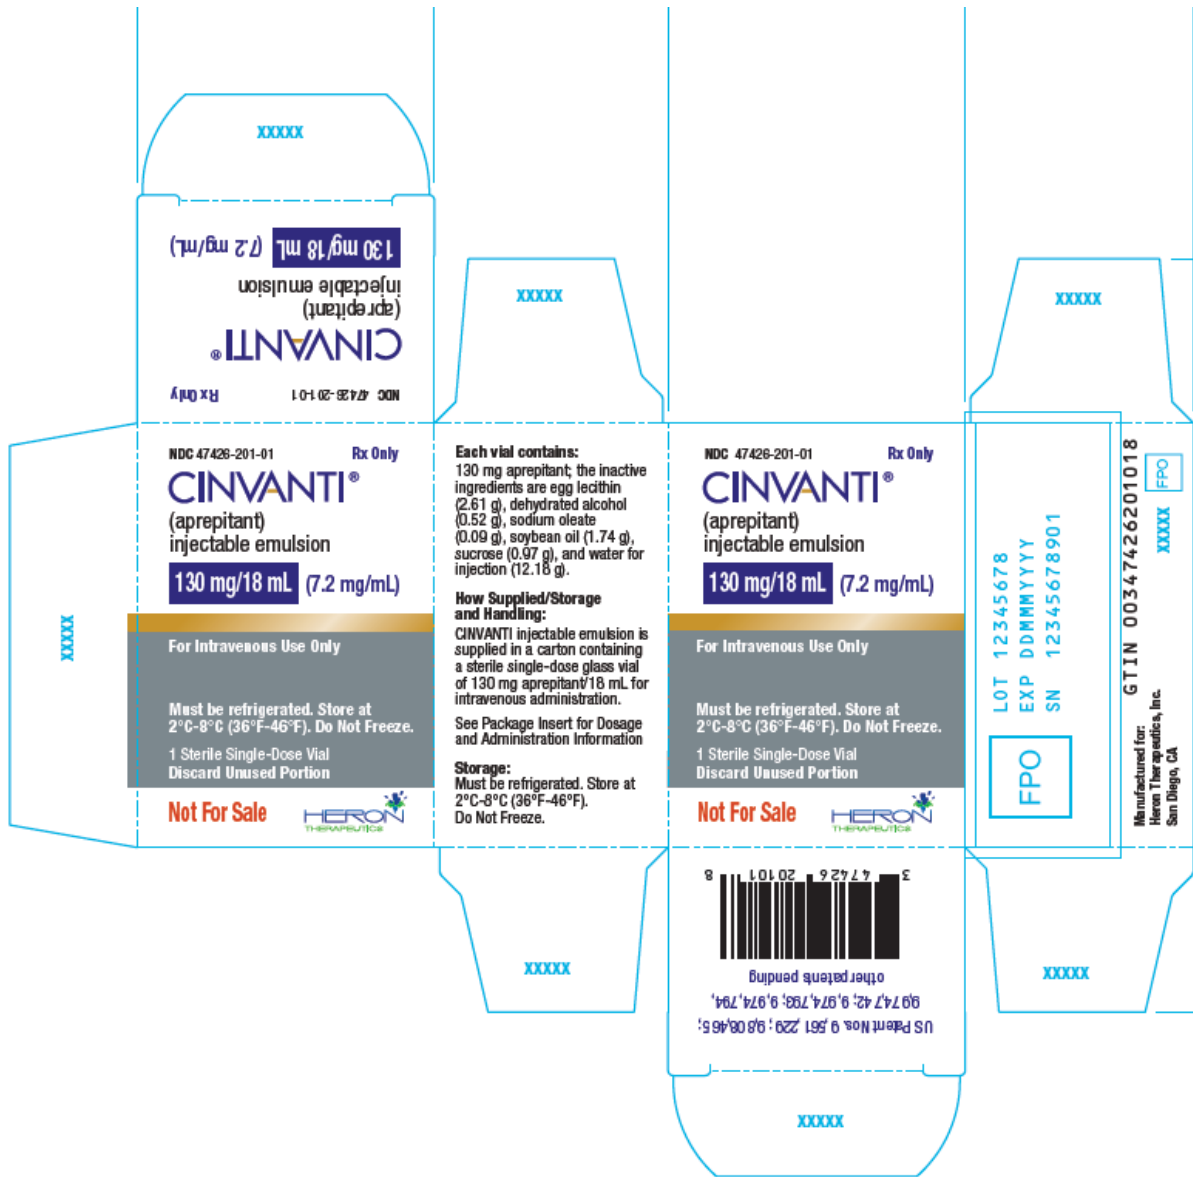 XXXXX
130 mg/18 mL (7.2 mg/mL)
injectable emulsion
(aprepitant)
CINVANTI®
NDC 47426-201-01 Rx Only
XXXXX
XXXXX
XXXXX
NDC 47426-201-01 Rx Only
CINVANTI®
(aprepitant)
injectable emulsion
130 mg/18 mL (7.2 mg/mL)
For Intravenous Use Only
Must be refrigerated. Store at
2°C-8°C (36°F-46°F). Do Not Freeze.
1 Sterile Single-Dose Vial
Discard Unused Portion
Not For Sale
HERON
THERAPEUTICS
Each vial contains:
130 mg aprepitant; the inactive
ingredients are egg lecithin
(2.61 g), dehydrated alcohol
(0.52 g), sodium oleate
(0.09 g), soybean oil (1.74 g),
sucrose (0.97 g), and water for
injection (12.18 g).
How Supplied/Storage
and Handling:
CINVANTI injectable emulsion is
supplied in a carton containing
a sterile single-dose glass vial
of 130 mg aprepitant/18 mL for
intravenous administration.
See Package Insert for Dosage
and Administration Information
Storage:
Must be refrigerated. Store at
2°C-8°C (36°F-46°F).
Do Not Freeze.
NDC 47426-201-01 Rx Only
CINVANTI®
(aprepitant)
injectable emulsion
130 mg/18 mL (7.2 mg/mL)
For Intravenous Use Only
Must be refrigerated. Store at
2°C-8°C (36°F-46°F). Do Not Freeze.
1 Sterile Single-Dose Vial
Discard Unused Portion
Not For Sale
HERON
THERAPEUTICS
LOT 12345678
EXP DDMMMYYYY
SN 12345678901
FPO
GTIN 00347426201018
FPO
XXXXX
Manufactured for:
Heron Therapeutics, Inc.
San Diego, CA
XXXXX
XXXXX
US Patent Nos. 9,561,229; 9,808,465;
9,974,742; 9,974,793; 9,974,794,
other patents pending
3 47426 20101 8
XXXXX